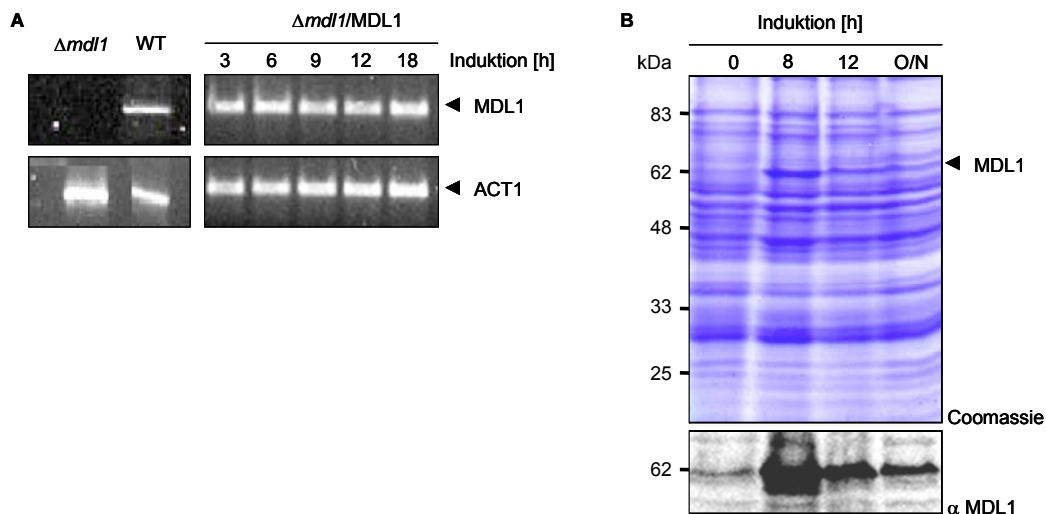 A
Δmdl1
WT
Δmdl1/MDL1
3 6 9 12 18 Induktion [h]
MDL1
ACT1
B
Induktion [h]
kDa 0 8 12 O/N
83
62
48
33
25
MDL1
Coomassie
62
α MDL1